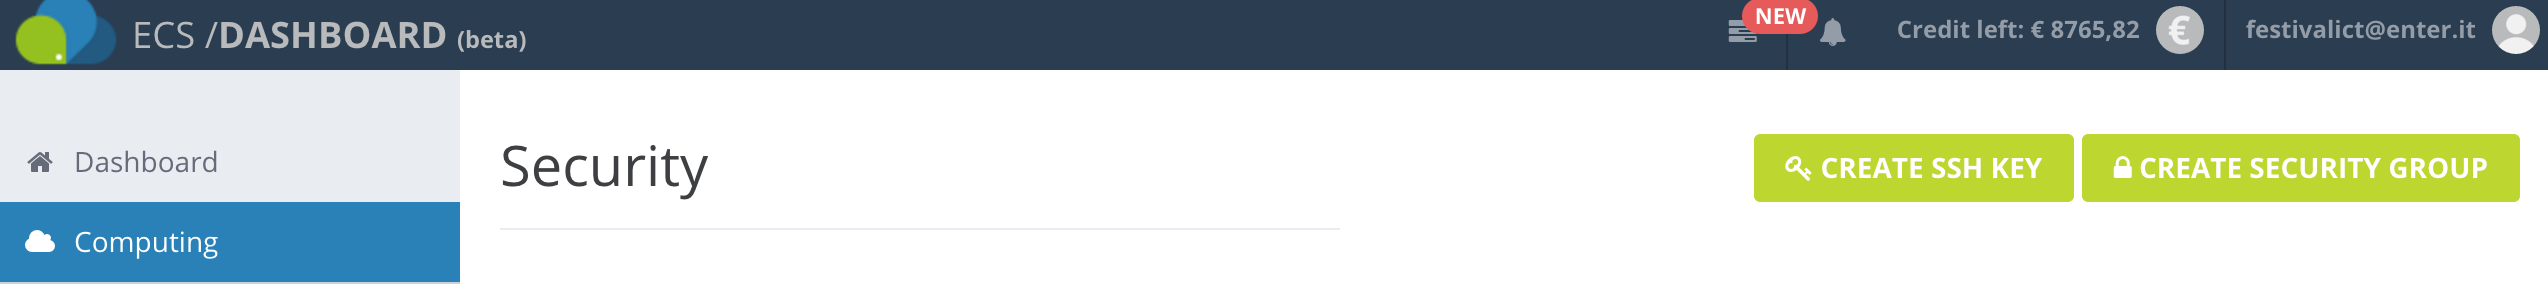 ECS /DASHBOARD (beta)
NEW
Credit left: € 8765,82
€
festivalict@enter.it
Dashboard
Computing
Security
CREATE SSH KEY
CREATE SECURITY GROUP